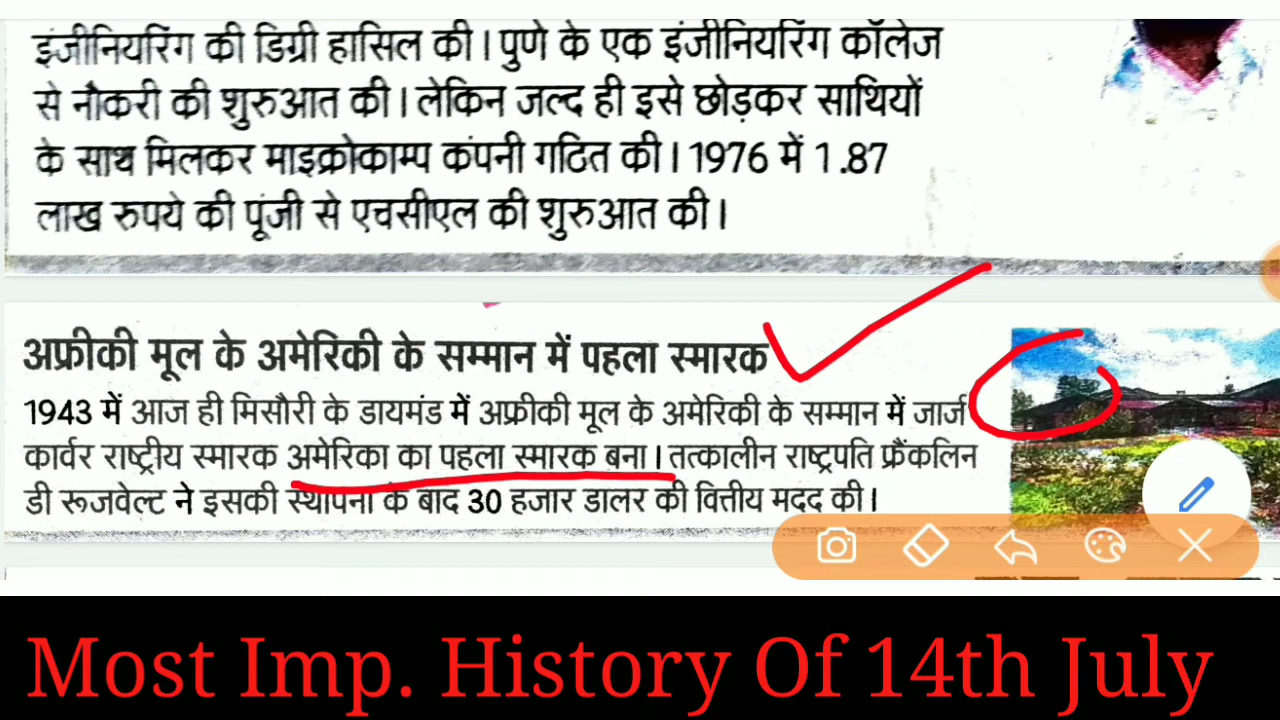 इंजीनियरिंग की डिग्री हासिल की। पुणे के एक इंजीनियरिंग कॉलेज
से नौकरी की शुरुआत की। लेकिन जल्द ही इसे छोड़कर साथियों
के साथ मिलकर माइक्रोकाम्प कंपनी गठित की। 1976 में 1.87
लाख रुपये की पूंजी से एचसीएल की शुरुआत की।
अफ्रीकी मूल के अमेरिकी के सम्मान में पहला स्मारक
1943 में आज ही मिसौरी के डायमंड में अफ्रीकी मूल के अमेरिकी के सम्मान में जार्ज
कार्वर राष्ट्रीय स्मारक अमेरिका का पहला स्मारक बना। तत्कालीन राष्ट्रपति फ्रैंकलिन
डी रूजवेल्ट ने इसकी स्थापना के बाद 30 हजार डालर की वित्तीय मदद की।
Most Imp. History Of 14th July